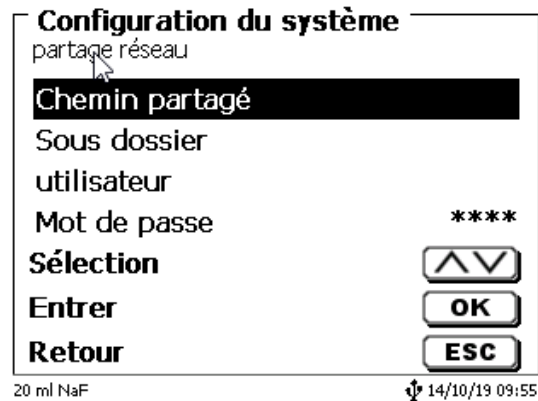 Configuration du système
partage réseau
Chemin partagé
Sous dossier
utilisateur
Mot de passe ****
Sélection
Entrer OK
Retour ESC
20 ml NaF 14/10/19 09:55